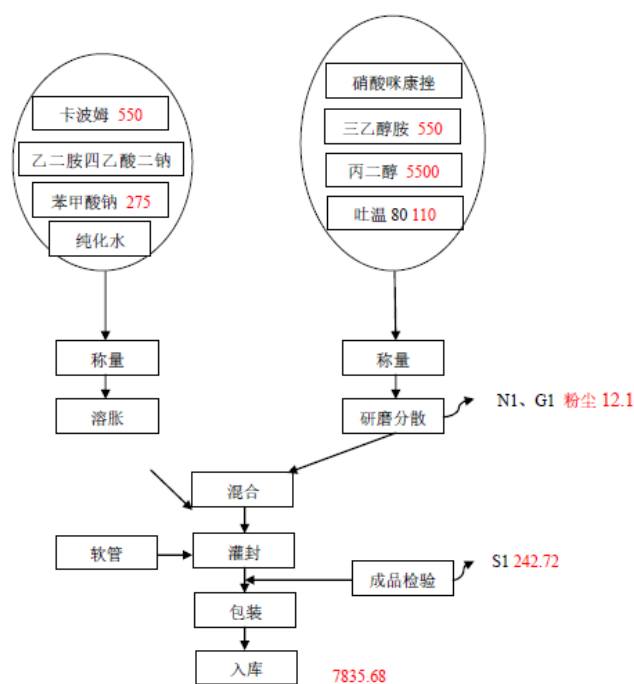 卡波姆 550
乙二胺四乙酸二钠
苯甲酸钠 275
纯化水
硝酸咪康挫
三乙醇胺 550
丙二醇 5500
吐温 80 110
称量
称量
溶胀
研磨分散
N1、G1 粉尘 12.1
混合
软管
灌封
成品检验
S1 242.72
包装
入库
7835.68